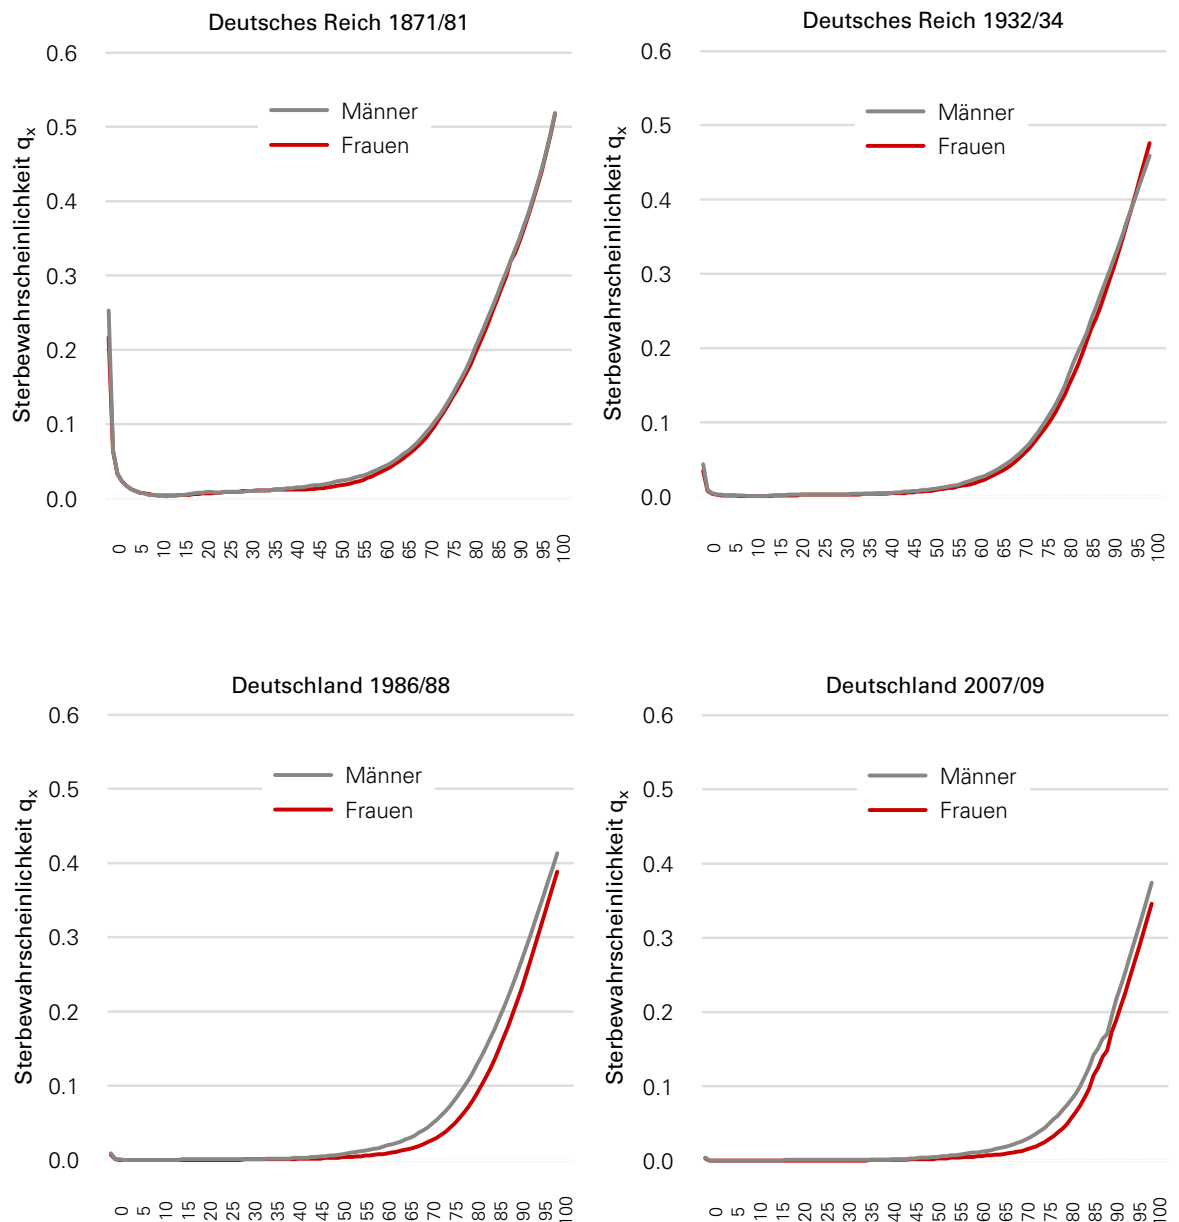 Deutsches Reich 1871/81
Sterbewahrscheinlichkeit qx
0.6
0.5
0.4
0.3
0.2
0.1
0.0
Männer
Frauen
0 5 10 15 20 25 30 35 40 45 50 55 60 65 70 75 80 85 90 95 100
Deutsches Reich 1932/34
Sterbewahrscheinlichkeit qx
0.6
0.5
0.4
0.3
0.2
0.1
0.0
Männer
Frauen
0 5 10 15 20 25 30 35 40 45 50 55 60 65 70 75 80 85 90 95 100
Deutschland 1986/88
Sterbewahrscheinlichkeit qx
0.6
0.5
0.4
0.3
0.2
0.1
0.0
Männer
Frauen
0 5 10 15 20 25 30 35 40 45 50 55 60 65 70 75 80 85 90 95 100
Deutschland 2007/09
Sterbewahrscheinlichkeit qx
0.6
0.5
0.4
0.3
0.2
0.1
0.0
Männer
Frauen
0 5 10 15 20 25 30 35 40 45 50 55 60 65 70 75 80 85 90 95 100